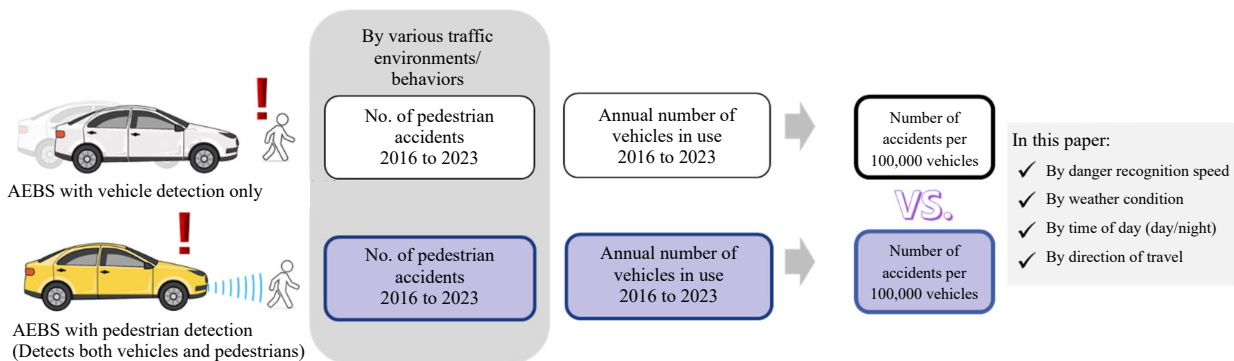 By various traffic
environments/
behaviors
No. of pedestrian
accidents
2016 to 2023
Annual number of
vehicles in use
2016 to 2023
Number of
accidents per
100,000 vehicles
AEBS with vehicle detection only
VS.
No. of pedestrian
accidents
2016 to 2023
Annual number of
vehicles in use
2016 to 2023
Number of
accidents per
100,000 vehicles
AEBS with pedestrian detection
(Detects both vehicles and pedestrians)
In this paper:
✓ By danger recognition speed
✓ By weather condition
✓ By time of day (day/night)
✓ By direction of travel